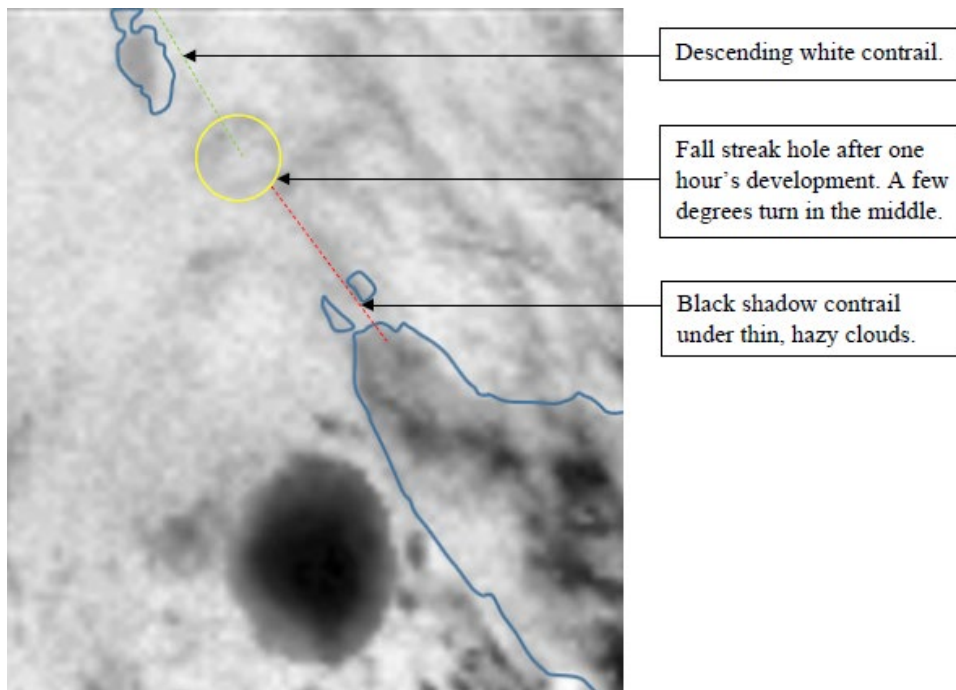 Descending white contrail.
Fall streak hole after one
hour’s development. A few
degrees turn in the middle.
Black shadow contrail
under thin, hazy clouds.